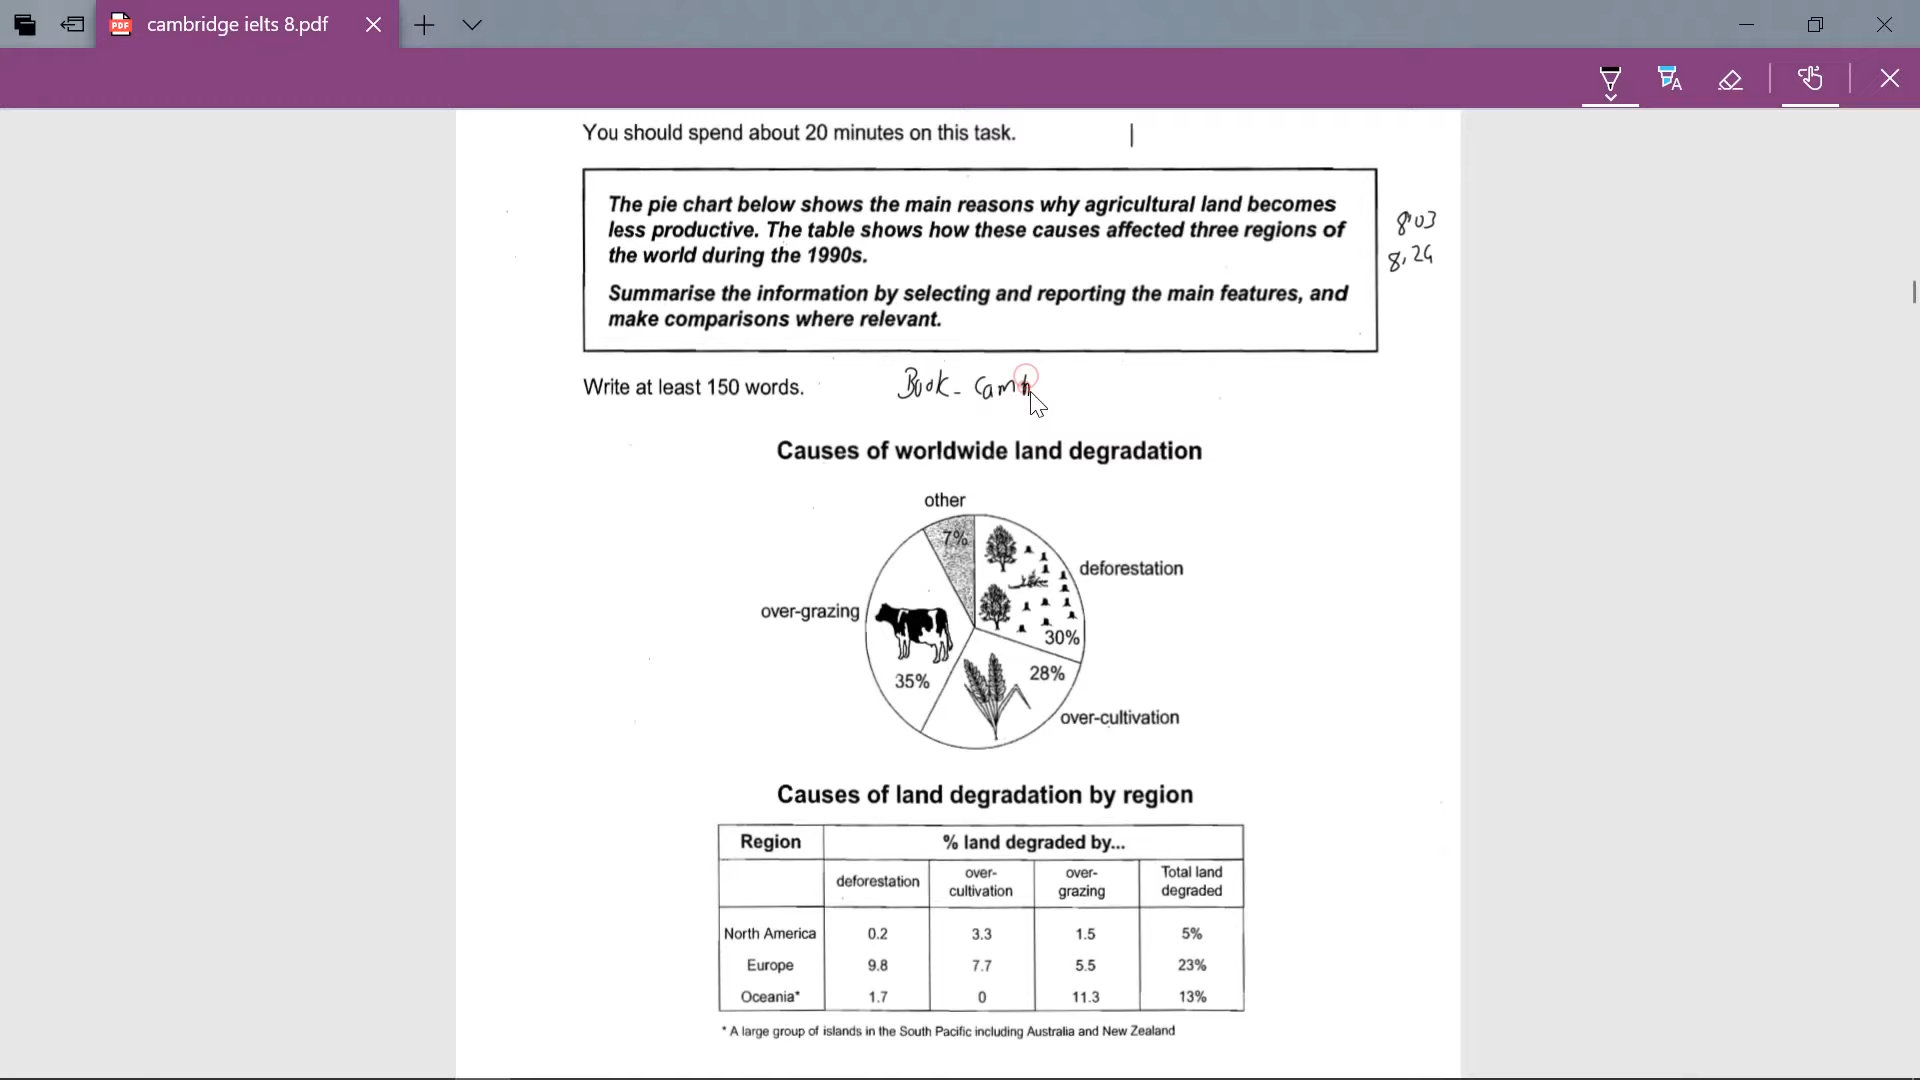 cambridge ielts 8.pdf
You should spend about 20 minutes on this task.
The pie chart below shows the main reasons why agricultural land becomes
less productive. The table shows how these causes affected three regions of
the world during the 1990s.
Summarise the information by selecting and reporting the main features, and
make comparisons where relevant.
8.03
Write at least 150 words.
Book - Cam
Causes of worldwide land degradation
other
7%
deforestation
over-grazing
30%
28%
35%
over-cultivation
Causes of land degradation by region
Region % land degraded by...
deforestation over-cultivation over-grazing Total land degraded
North America 0.2 3.3 1.5 5%
Europe 9.8 7.7 5.5 23%
Oceania* 1.7 0 11.3 13%
* A large group of islands in the South Pacific including Australia and New Zealand